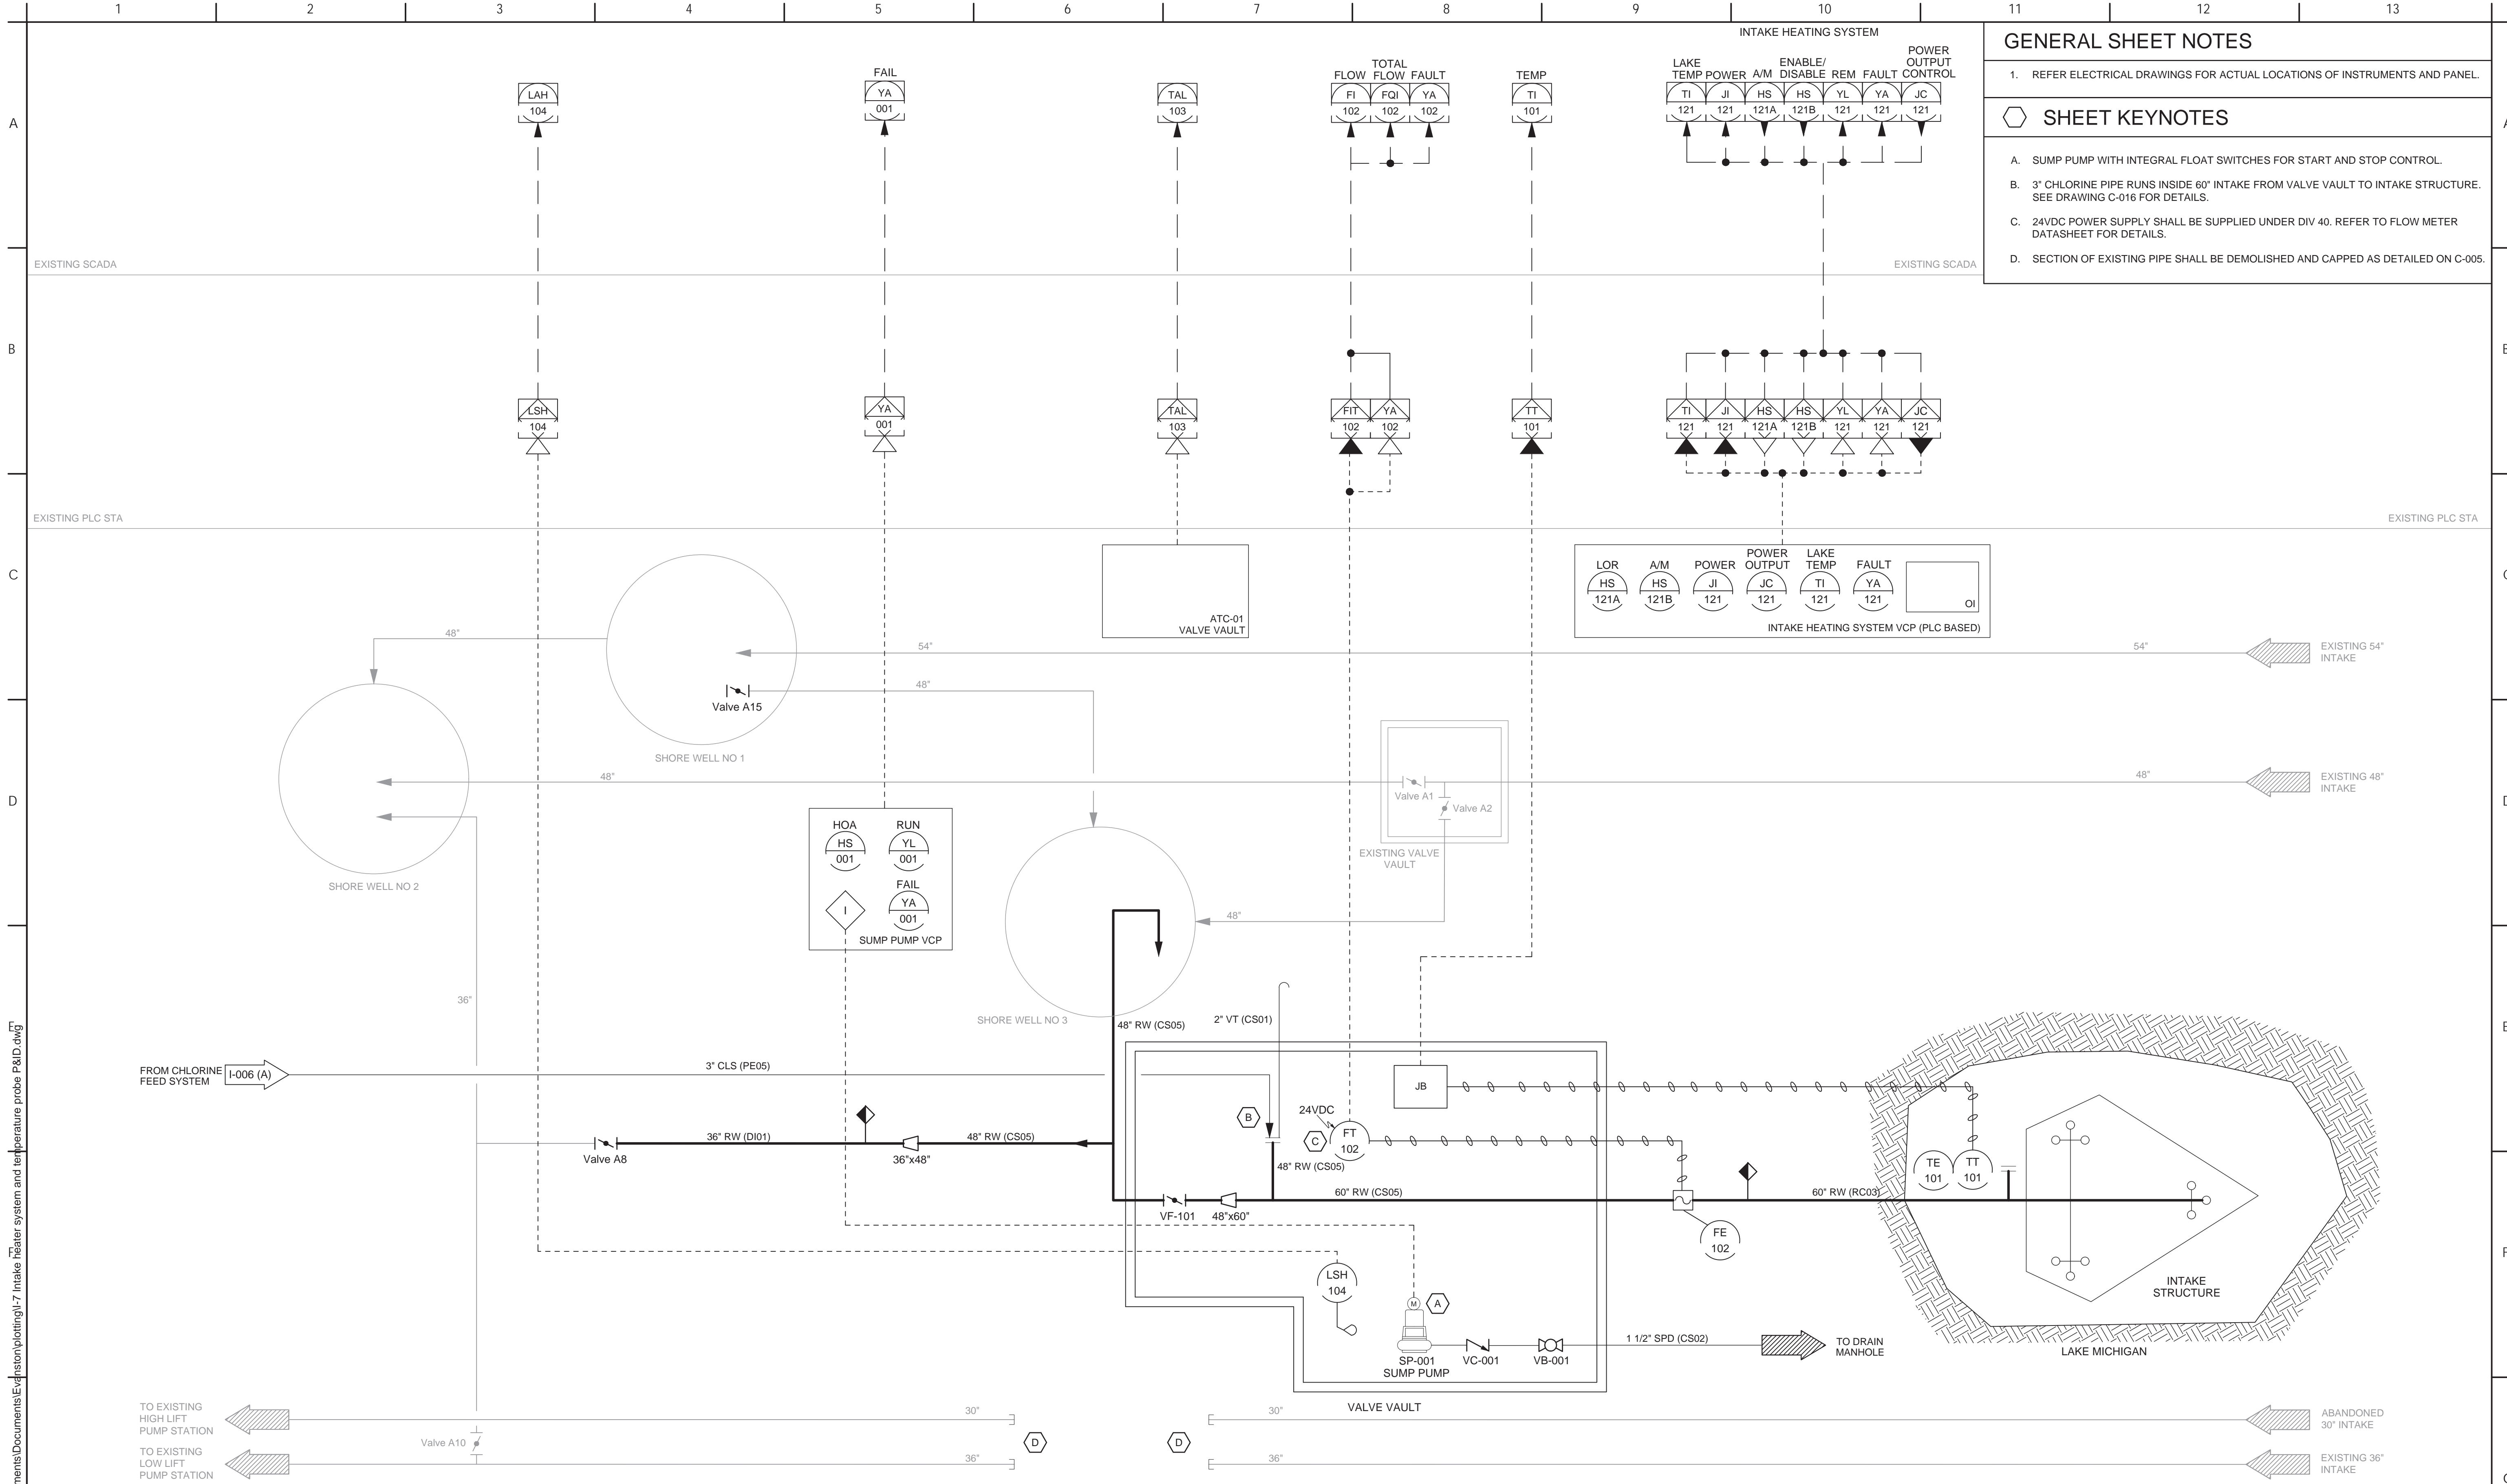 1 2 3 4 5 6 7 8 9 10 11 12 13
INTAKE HEATING SYSTEM
GENERAL SHEET NOTES
1. REFER ELECTRICAL DRAWINGS FOR ACTUAL LOCATIONS OF INSTRUMENTS AND PANEL.
SHEET KEYNOTES
A. SUMP PUMP WITH INTEGRAL FLOAT SWITCHES FOR START AND STOP CONTROL.
B. 3" CHLORINE PIPE RUNS INSIDE 60" INTAKE FROM VALVE VAULT TO INTAKE STRUCTURE.
SEE DRAWING C-016 FOR DETAILS.
C. 24VDC POWER SUPPLY SHALL BE SUPPLIED UNDER DIV 40. REFER TO FLOW METER
DATASHEET FOR DETAILS.
D. SECTION OF EXISTING PIPE SHALL BE DEMOLISHED AND CAPPED AS DETAILED ON C-005.
A
LAH
104
FAIL
YA
001
TAL
103
FLOW
FI
102
TOTAL
FLOW
FQI
102
FAULT
YA
102
TEMP
TI
101
LAKE
TEMP
TI
121
POWER
JI
121
A/M
HS
121A
ENABLE/
DISABLE
HS
121B
REM
YL
121
FAULT
YA
121
POWER
OUTPUT
CONTROL
JC
121
EXISTING SCADA
EXISTING SCADA
B
LSH
104
YA
001
TAL
103
FIT
102
YA
102
TT
101
TI
121
JI
121
HS
121A
HS
121B
YL
121
YA
121
JC
121
EXISTING PLC STA
EXISTING PLC STA
C
ATC-01
VALVE VAULT
LOR
HS
121A
A/M
HS
121B
POWER
JI
121
POWER
OUTPUT
JC
121
LAKE
TEMP
TI
121
FAULT
YA
121
OI
INTAKE HEATING SYSTEM VCP (PLC BASED)
48"
54"
54"
EXISTING 54"
INTAKE
48"
Valve A15
SHORE WELL NO 1
D
48"
48"
EXISTING 48"
INTAKE
Valve A1
Valve A2
EXISTING VALVE
VAULT
SHORE WELL NO 2
HOA
HS
001
RUN
YL
001
I
FAIL
YA
001
SUMP PUMP VCP
48"
36"
SHORE WELL NO 3
E
48" RW (CS05)
2" VT (CS01)
FROM CHLORINE
FEED SYSTEM
I-006 (A)
3" CLS (PE05)
JB
B
24VDC
C
FT
102
36" RW (DI01)
48" RW (CS05)
Valve A8
36"x48"
48" RW (CS05)
60" RW (CS05)
60" RW (RC03)
TE
101
TT
101
VF-101
48"x60"
FE
102
F
LSH
104
M
A
INTAKE
STRUCTURE
SP-001
SUMP PUMP
VC-001
VB-001
1 1/2" SPD (CS02)
TO DRAIN
MANHOLE
LAKE MICHIGAN
VALVE VAULT
TO EXISTING
HIGH LIFT
PUMP STATION
30"
30"
ABANDONED
30" INTAKE
Valve A10
D
D
TO EXISTING
LOW LIFT
PUMP STATION
36"
36"
EXISTING 36"
INTAKE
ments\Documents\Evanston\plotting\I-7 Intake heater system and temperature probe P&ID.dwg